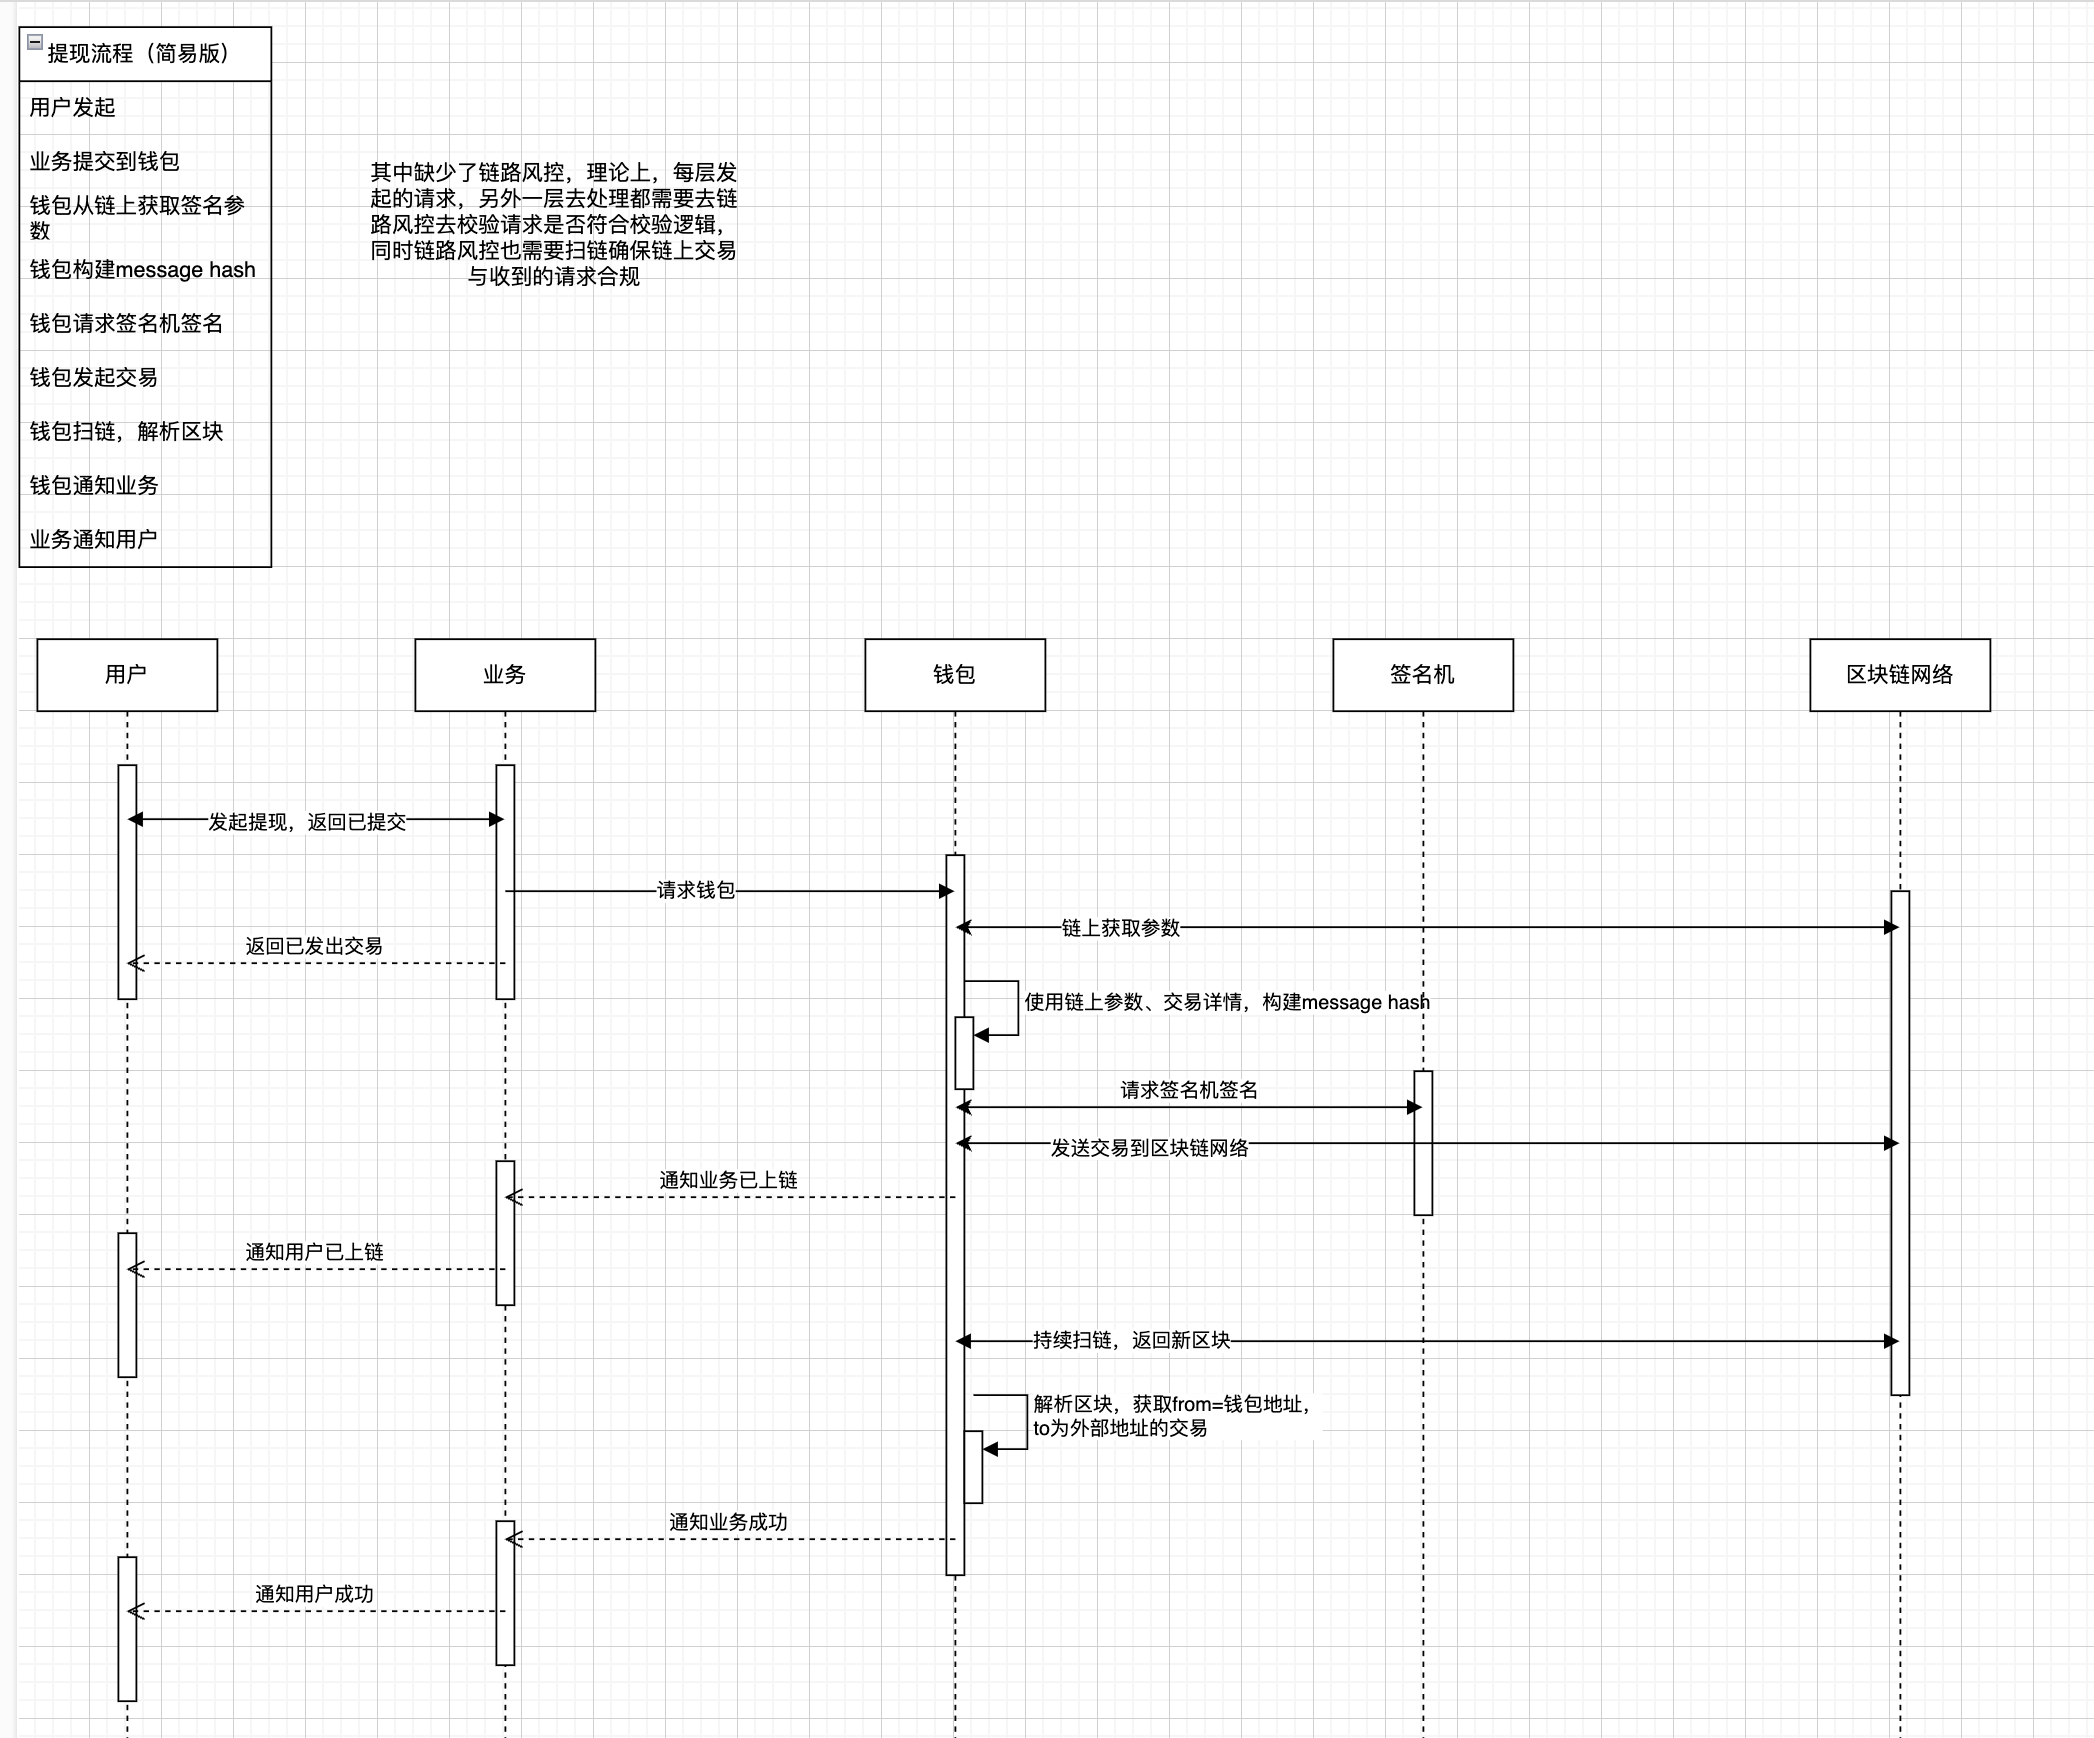 提现流程（简易版）
用户发起
业务提交到钱包
钱包从链上获取签名参
数
钱包构建message hash
钱包请求签名机签名
钱包发起交易
钱包扫链，解析区块
钱包通知业务
业务通知用户
其中缺少了链路风控，理论上，每层发
起的请求，另外一层去处理都需要去链
路风控去校验请求是否符合校验逻辑，
同时链路风控也需要扫链确保链上交易
与收到的请求合规
用户
业务
钱包
签名机
区块链网络
发起提现，返回已提交
请求钱包
链上获取参数
返回已发出交易
使用链上参数、交易详情，构建message hash
请求签名机签名
发送交易到区块链网络
通知业务已上链
通知用户已上链
持续扫链，返回新区块
解析区块，获取from=钱包地址，
to为外部地址的交易
通知业务成功
通知用户成功